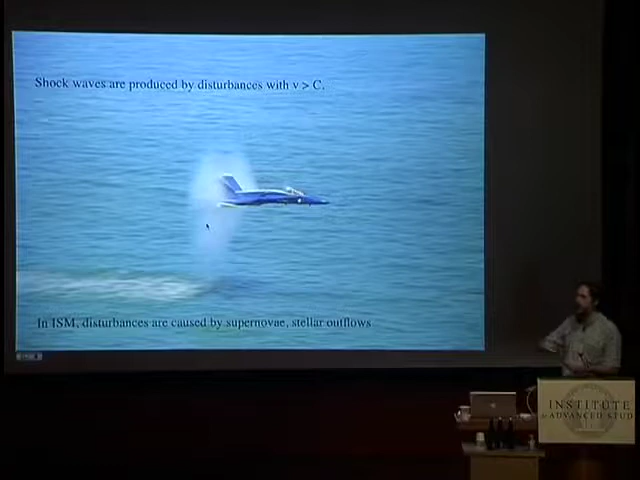 Shock waves are produced by disturbances with v > C.
In ISM, disturbances are caused by supernovae, stellar outflows
INSTITUTE
ADVANCED STUD